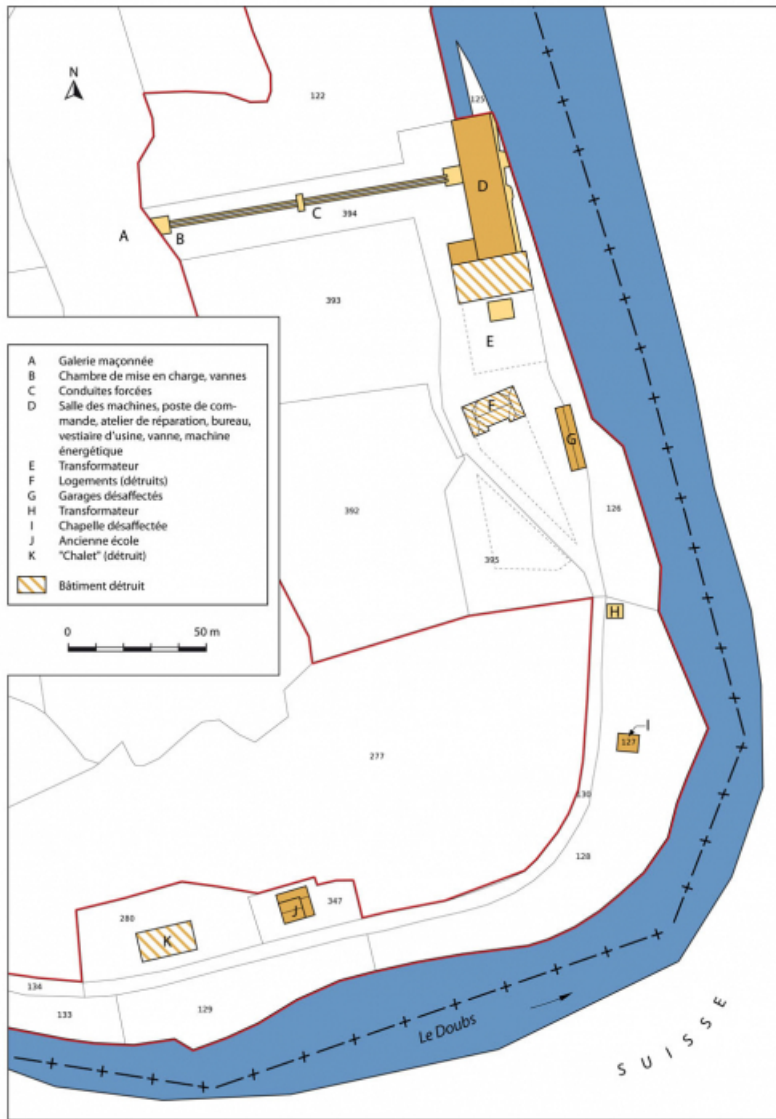 N
122
125
D
C
394
A
B
393
E
F
G
392
126
395
A Galerie maçonnée
B Chambre de mise en charge, vannes
C Conduites forcées
D Salle des machines, poste de com-
mande, atelier de réparation, bureau,
vestiaire d'usine, vanne, machine
énergétique
E Transformateur
F Logements (détruits)
G Garages désaffectés
H Transformateur
I Chapelle désaffectée
J Ancienne école
K "Chalet" (détruit)
Bâtiment détruit
0 50 m
H
I
127
277
130
128
280
347
J
K
134
133
129
Le Doubs
SUISSE